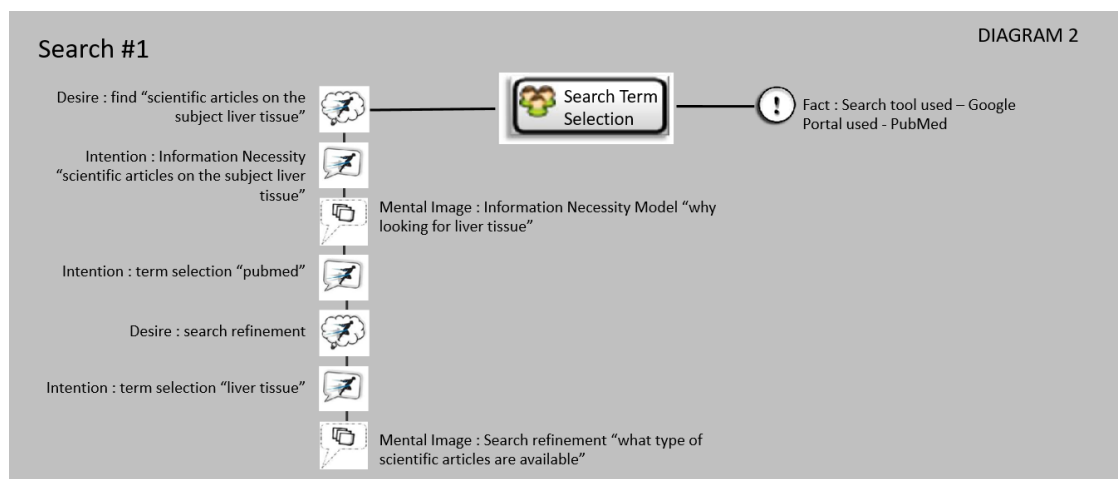 DIAGRAM 2
Search #1
Desire : find “scientific articles on the
subject liver tissue”
Search Term
Selection
Fact : Search tool used – Google
Portal used - PubMed
Intention : Information Necessity
“scientific articles on the subject liver
tissue”
Mental Image : Information Necessity Model “why
looking for liver tissue”
Intention : term selection “pubmed”
Desire : search refinement
Intention : term selection “liver tissue”
Mental Image : Search refinement “what type of
scientific articles are available”